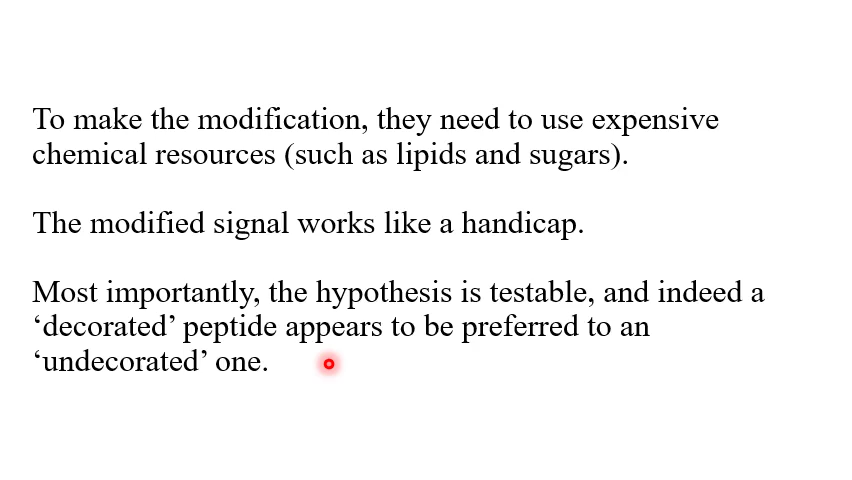 To make the modification, they need to use expensive
chemical resources (such as lipids and sugars).
The modified signal works like a handicap.
Most importantly, the hypothesis is testable, and indeed a
‘decorated’ peptide appears to be preferred to an
‘undecorated’ one.